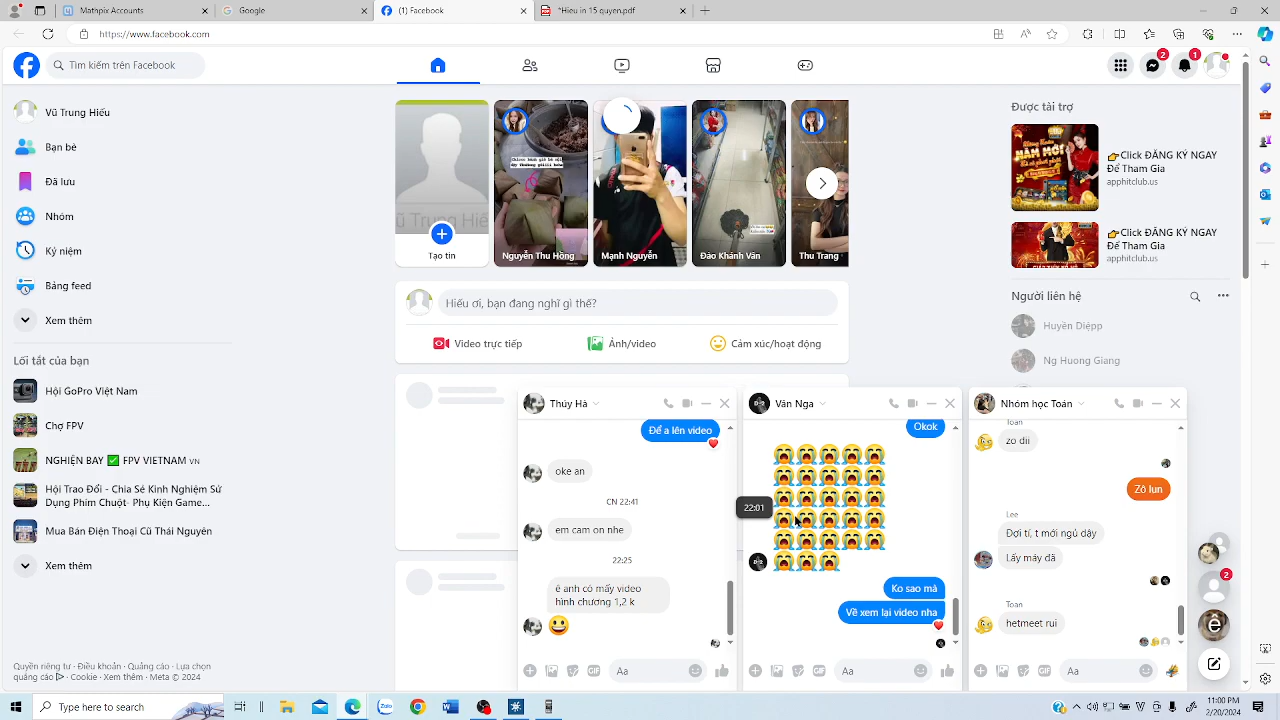 Mathpix Accounts
Google
(1) Facebook
*Hieu in 15 quyen.pdf
https://www.facebook.com
Tìm kiếm trên Facebook
2
1
Vũ Trung Hiếu
Bạn bè
Đã lưu
Nhóm
Kỷ niệm
Bảng feed
Xem thêm
Lối tắt của bạn
Hội GoPro Việt Nam
Chợ FPV
NGHIỆN BAY ✅ FLY VIETNAM VN
Hội Trao Đổi - Chia Sẻ Kinh Nghiệm Sử
Dụng Phím Chuột - Phụ Kiện Game...
Mua Bán Điện Thoại Cũ Thái Nguyên
Xem thêm
Quyền riêng tư · Điều khoản · Quảng cáo · Lựa chọn
quảng cáo · Cookie · Xem thêm · Meta © 2024
Tạo tin
Nguyễn Thu Hồng
Mạnh Nguyễn
Đào Khánh Vân
Thu Trang
Hiếu ơi, bạn đang nghĩ gì thế?
Video trực tiếp
Ảnh/video
Cảm xúc/hoạt động
Được tài trợ
👉Click ĐĂNG KÝ NGAY
Để Tham Gia
apphitclub.us
👉Click ĐĂNG KÝ NGAY
Để Tham Gia
apphitclub.us
Người liên hệ
Huyền Diệpp
Ng Huong Giang
Thúy Hà
Để a lên video
oke an
CN 22:41
em cam on nhe
22:25
ê anh có mấy video
hình chương 1,2 k
😃
Aa
Vân Nga
Okok
😭😭😭😭😭
😭😭😭😭😭
😭😭😭😭😭
😭😭😭😭😭
😭😭😭😭😭
😭😭😭
22:01
Ko sao mà
Về xem lại video nha
Aa
Nhóm học Toán
Toàn
zo dii
Zô lun
Lee
Đợi tí, t mới ngủ dậy
Lấy máy đã
Toan
hetmeet rui
Aa
2
Type here to search
Zalo
11:00 PM
2/20/2024